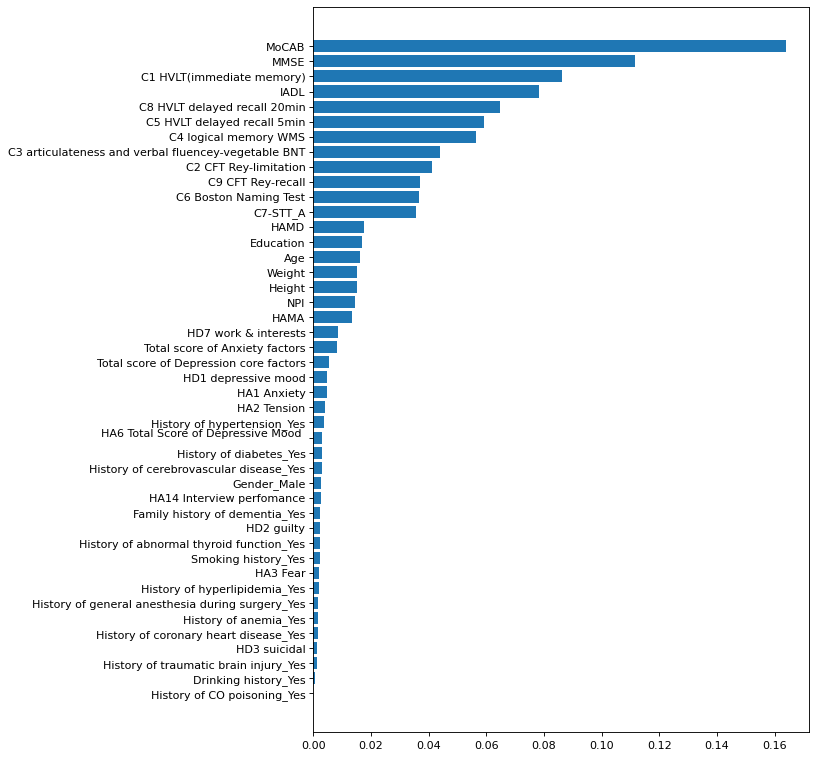 MoCAB
MMSE
C1 HVLT(immediate memory)
IADL
C8 HVLT delayed recall 20min
C5 HVLT delayed recall 5min
C4 logical memory WMS
C3 articulateness and verbal fluencey-vegetable BNT
C2 CFT Rey-limitation
C9 CFT Rey-recall
C6 Boston Naming Test
C7-STT_A
HAMD
Education
Age
Weight
Height
NPI
HAMA
HD7 work & interests
Total score of Anxiety factors
Total score of Depression core factors
HD1 depressive mood
HA1 Anxiety
HA2 Tension
History of hypertension_Yes
HA6 Total Score of Depressive Mood
History of diabetes_Yes
History of cerebrovascular disease_Yes
Gender_Male
HA14 Interview perfomance
Family history of dementia_Yes
HD2 guilty
History of abnormal thyroid function_Yes
Smoking history_Yes
HA3 Fear
History of hyperlipidemia_Yes
History of general anesthesia during surgery_Yes
History of anemia_Yes
History of coronary heart disease_Yes
HD3 suicidal
History of traumatic brain injury_Yes
Drinking history_Yes
History of CO poisoning_Yes
0.00 0.02 0.04 0.06 0.08 0.10 0.12 0.14 0.16